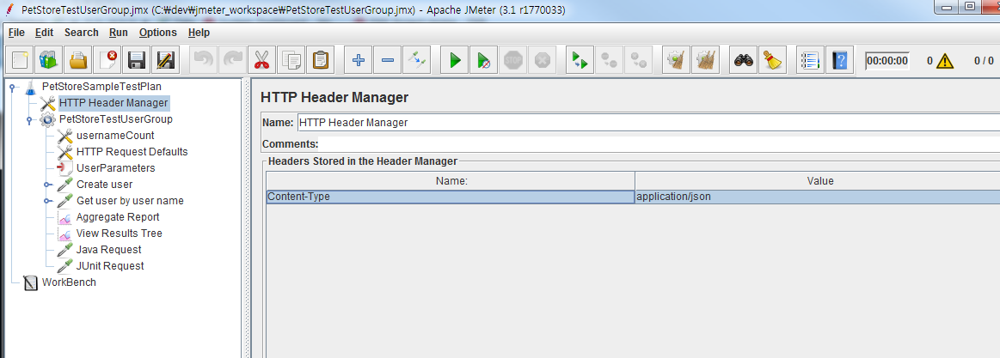 PetStoreTestUserGroup.jmx (C:₩dev₩jmeter_workspace₩PetStoreTestUserGroup.jmx) - Apache JMeter (3.1 r1770033)
File Edit Search Run Options Help
STOP 00:00:00 0 0 / 0
PetStoreSampleTestPlan
HTTP Header Manager
PetStoreTestUserGroup
usernameCount
HTTP Request Defaults
UserParameters
Create user
Get user by user name
Aggregate Report
View Results Tree
Java Request
JUnit Request
WorkBench
HTTP Header Manager
Name: HTTP Header Manager
Comments:
Headers Stored in the Header Manager
Name: Value
Content-Type application/json